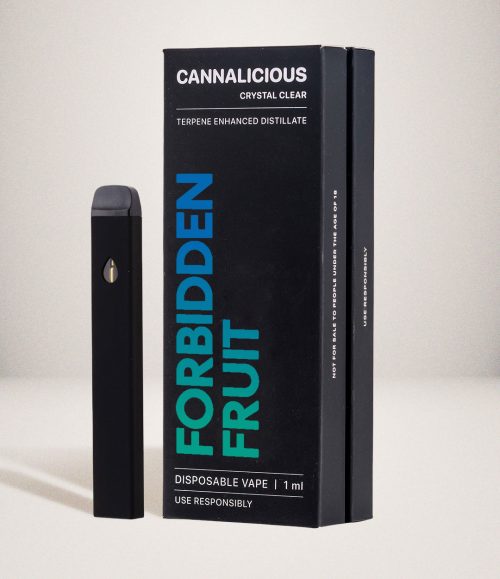 CANNALICIOUS
CRYSTAL CLEAR
TERPENE ENHANCED DISTILLATE
FORBIDDEN
FRUIT
DISPOSABLE VAPE | 1 ml
USE RESPONSIBLY
NOT FOR SALE TO PEOPLE UNDER THE AGE OF 18
USE RESPONSIBLY